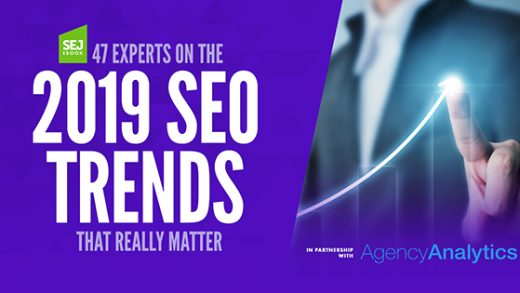 SEJ
EBOOK
47 EXPERTS ON THE
2019 SEO
TRENDS
THAT REALLY MATTER
IN PARTNERSHIP
WITH
AgencyAnalytics